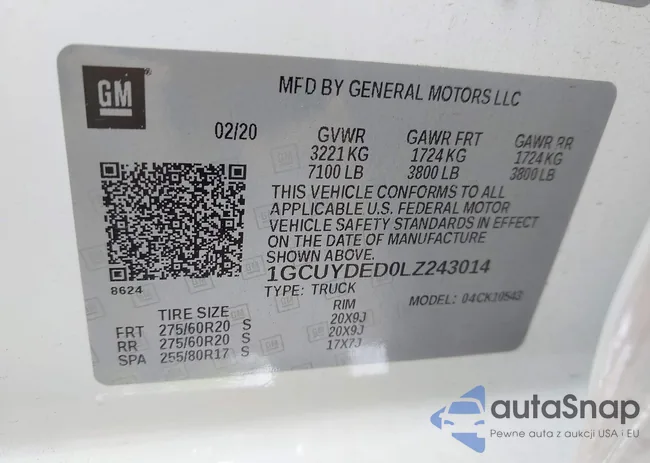 GM
MFD BY GENERAL MOTORS LLC
02/20
GVWR GAWR FRT GAWR RR
3221 KG 1724 KG 1724 KG
7100 LB 3800 LB 3800 LB
THIS VEHICLE CONFORMS TO ALL
APPLICABLE U.S. FEDERAL MOTOR
VEHICLE SAFETY STANDARDS IN EFFECT
ON THE DATE OF MANUFACTURE
SHOWN ABOVE.
1GCUYDED0LZ243014
8624
TYPE: TRUCK MODEL: 04CK10543
TIRE SIZE RIM
FRT 275/60R20 S 20X9J
RR 275/60R20 S 20X9J
SPA 255/80R17 S 17X7J
autaSnap
Pewne auta z aukcji USA i EU